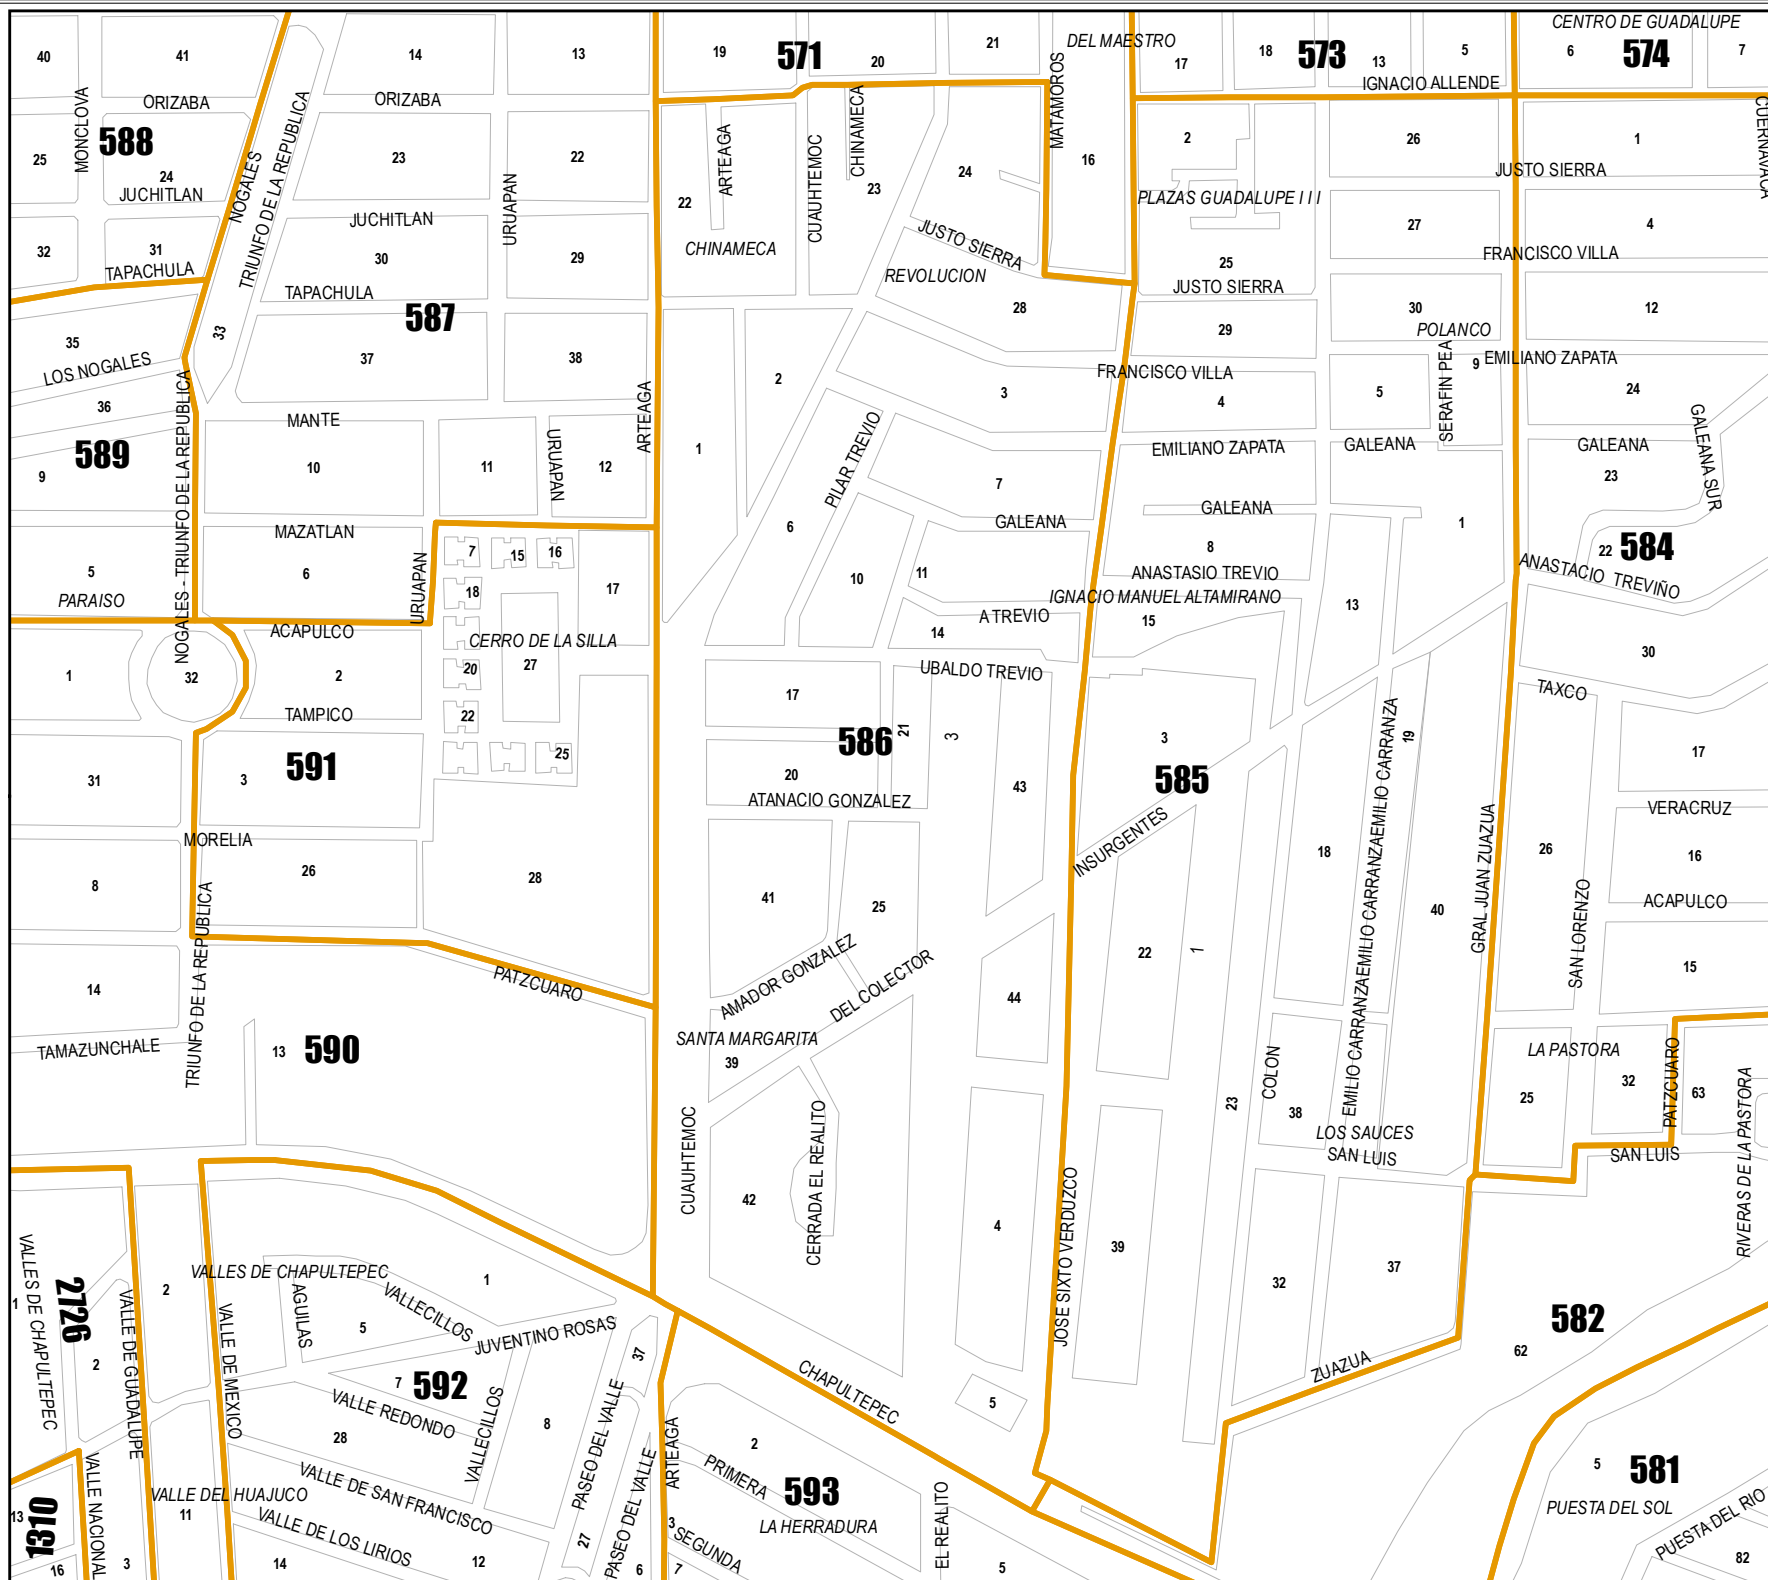 CENTRO DE GUADALUPE
40
41
14
13
19
571
20
21
DEL MAESTRO
17
18
573
13
5
6
574
7
IGNACIO ALLENDE
ORIZABA
ORIZABA
MONCLOVA
588
NOGALES
TRIUNFO DE LA REPUBLICA
ARTEAGA
CUAUHTEMOC
CHINAMECA
MATAMOROS
CUERNAVACA
25
24
JUCHITLAN
23
22
URUAPAN
22
23
24
16
2
26
1
JUSTO SIERRA
PLAZAS GUADALUPE I I I
32
31
TAPACHULA
JUCHITLAN
30
29
CHINAMECA
JUSTO SIERRA
REVOLUCION
25
JUSTO SIERRA
27
4
FRANCISCO VILLA
TAPACHULA
587
28
29
30
POLANCO
12
35
LOS NOGALES
33
37
38
2
3
FRANCISCO VILLA
4
5
SERAFIN PEA
9
EMILIANO ZAPATA
24
36
589
9
NOGALES - TRIUNFO DE LA REPUBLICA
MANTE
10
11
URUAPAN
12
ARTEAGA
1
PILAR TREVIO
7
EMILIANO ZAPATA
GALEANA
GALEANA
GALEANA SUR
23
6
GALEANA
GALEANA
1
5
PARAISO
MAZATLAN
6
URUAPAN
7
15
16
17
18
10
11
8
ANASTASIO TREVIO
IGNACIO MANUEL ALTAMIRANO
13
22
584
ANASTACIO TREVIÑO
ACAPULCO
CERRO DE LA SILLA
A TREVIO
14
15
30
1
32
2
20
27
UBALDO TREVIO
TAXCO
TAMPICO
22
17
21
3
586
31
3
591
25
20
ATANACIO GONZALEZ
43
3
585
19
17
VERACRUZ
MORELIA
INSURGENTES
8
26
28
41
25
18
EMILIO CARRANZAEMILIO CARRANZAEMILIO CARRANZAEMILIO CARRANZA
40
GRAL JUAN ZUAZUA
26
16
ACAPULCO
SAN LORENZO
TRIUNFO DE LA REPUBLICA
PATZCUARO
AMADOR GONZALEZ
DEL COLECTOR
22
1
15
14
TAMAZUNCHALE
13
590
SANTA MARGARITA
39
44
23
COLON
38
LA PASTORA
25
32
PATZCUARO
63
RIVERAS DE LA PASTORA
CUAUHTEMOC
CERRADA EL REALITO
42
4
JOSE SIXTO VERDUZCO
39
LOS SAUCES
SAN LUIS
SAN LUIS
32
37
582
62
VALLES DE CHAPULTEPEC
1
2726
2
VALLE DE GUADALUPE
2
VALLES DE CHAPULTEPEC
VALLE DE MEXICO
AGUILAS
5
VALLECILLOS
1
JUVENTINO ROSAS
7
592
VALLE REDONDO
VALLECILLOS
28
8
37
PASEO DEL VALLE
CHAPULTEPEC
5
ZUAZUA
VALLE NACIONAL
VALLE DEL HUAJUCO
11
VALLE DE SAN FRANCISCO
VALLE DE LOS LIRIOS
PASEO DEL VALLE
ARTEAGA
2
PRIMERA
593
LA HERRADURA
EL REALITO
5
581
PUESTA DEL SOL
PUESTA DEL RIO
82
13
1310
16
3
14
12
27
6
3
SEGUNDA
7
5